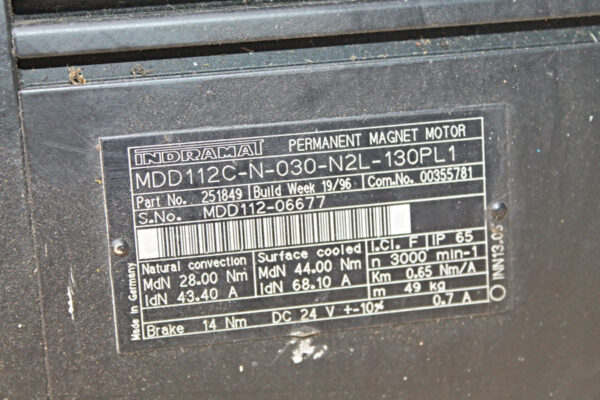 INDRAMAT PERMANENT MAGNET MOTOR
MDD112C-N-030-N2L-130PL1
Part No. 251849 Build Week 19/96 Com.No. 00355781
S.No. MDD112-06677
I.Cl. F IP 65
Natural convection Surface cooled n 3000 min-1
MdN 28.00 Nm MdN 44.00 Nm Km 0.65 Nm/A
IdN 43.40 A IdN 68.10 A m 49 kg
Brake 14 Nm DC 24 V +-10% 0.7 A
Made in Germany